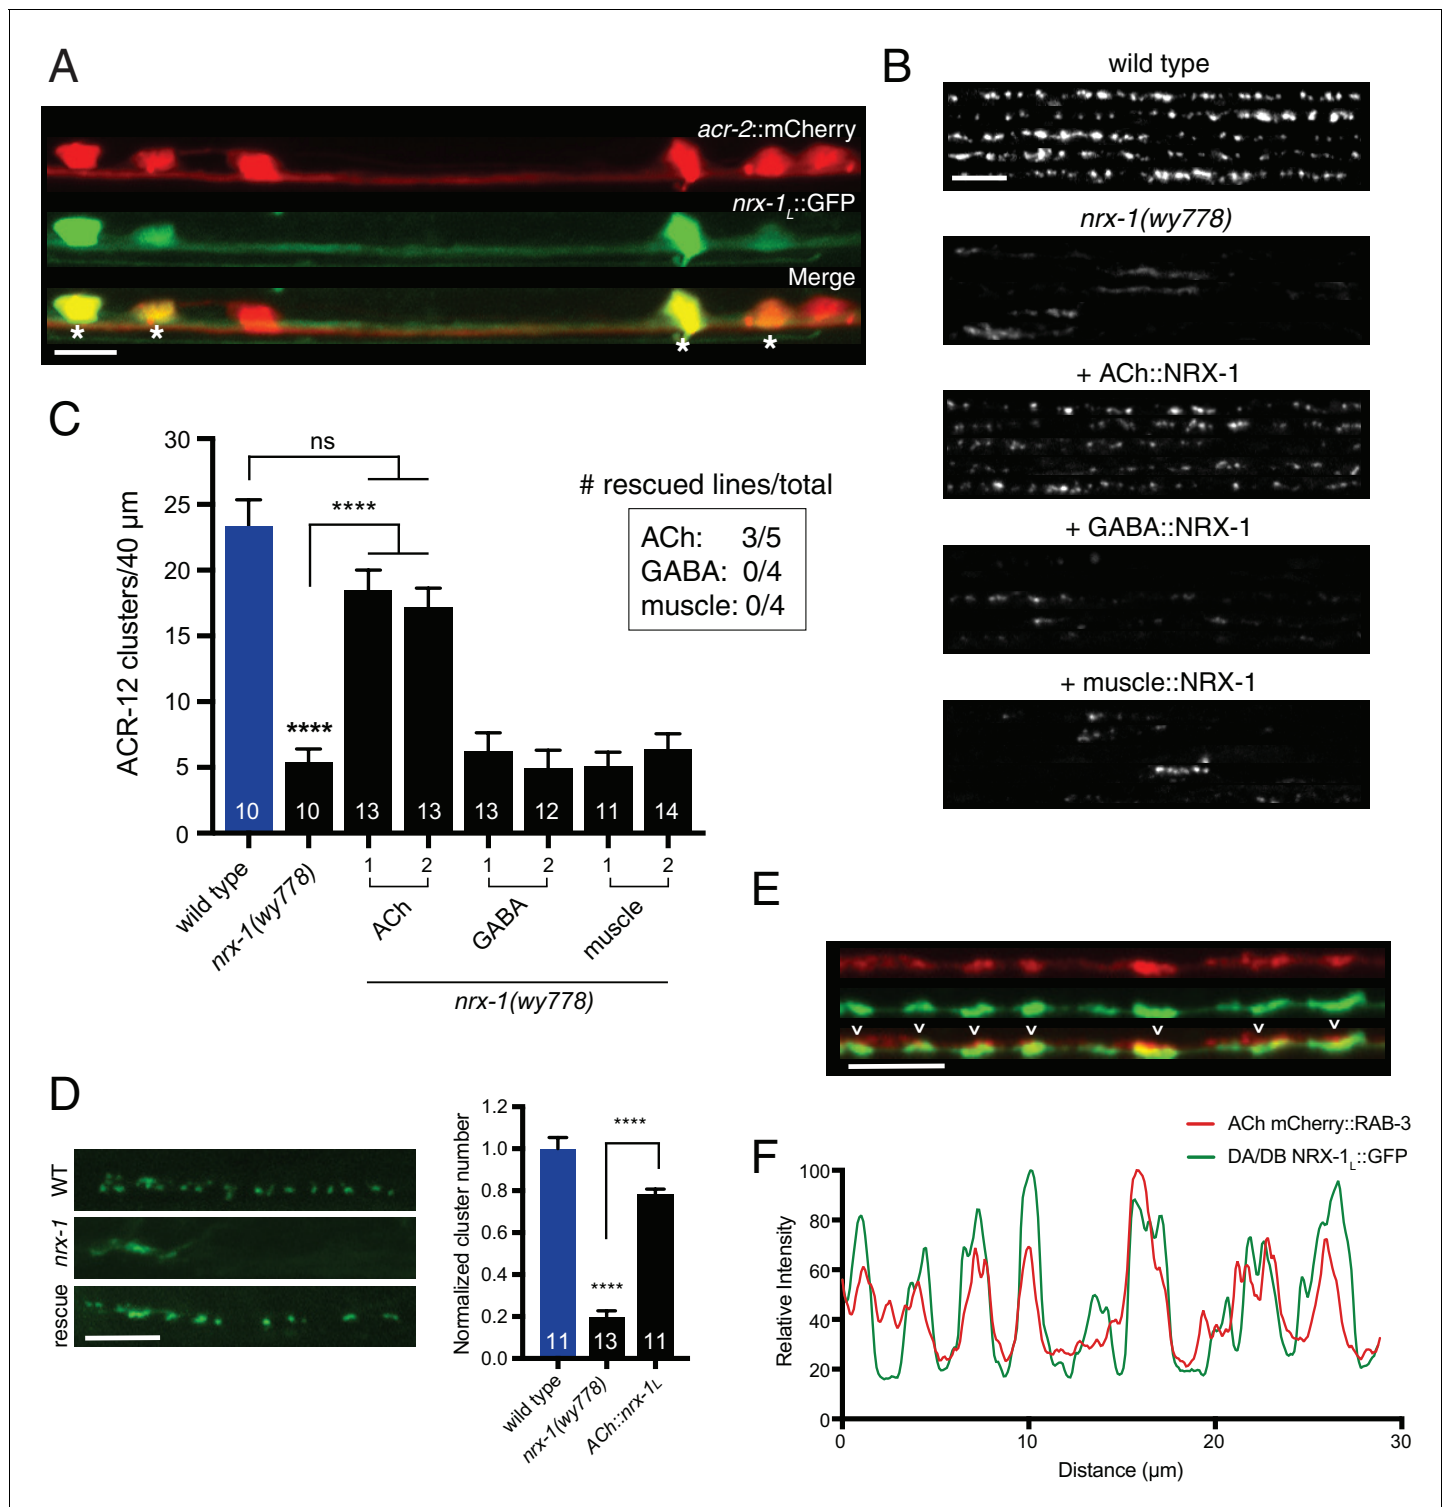 A
acr-2::mCherry
nrx-1L::GFP
Merge
* * * *
B
wild type
nrx-1(wy778)
+ ACh::NRX-1
+ GABA::NRX-1
+ muscle::NRX-1
C
ACR-12 clusters/40 µm
30
25
20
15
10
5
0
ns
****
****
10
10
13
13
13
12
11
14
wild type
nrx-1(wy778)
1 2
ACh
1 2
GABA
1 2
muscle
nrx-1(wy778)
# rescued lines/total
ACh: 3/5
GABA: 0/4
muscle: 0/4
D
WT
nrx-1
rescue
Normalized cluster number
1.2
1.0
0.8
0.6
0.4
0.2
0.0
****
****
11
13
11
wild type
nrx-1(wy778)
ACh::nrx-1L
E
F
ACh mCherry::RAB-3
DA/DB NRX-1L::GFP
Relative Intensity
100
80
60
40
20
0
0
10
20
30
Distance (µm)